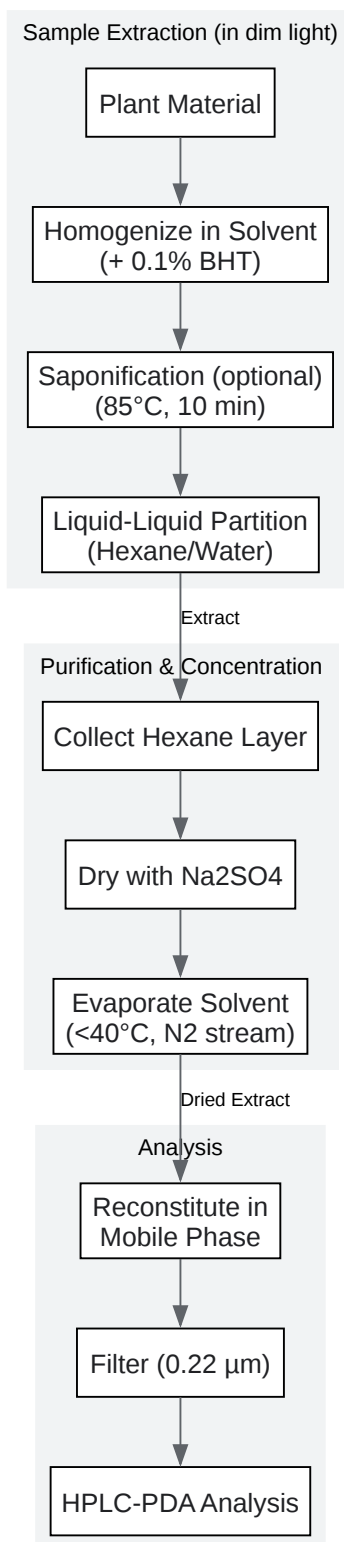 Sample Extraction (in dim light)
Plant Material
Homogenize in Solvent
(+ 0.1% BHT)
Saponification (optional)
(85°C, 10 min)
Liquid-Liquid Partition
(Hexane/Water)
Extract
Purification & Concentration
Collect Hexane Layer
Dry with Na2SO4
Evaporate Solvent
(<40°C, N2 stream)
Dried Extract
Analysis
Reconstitute in
Mobile Phase
Filter (0.22 µm)
HPLC-PDA Analysis